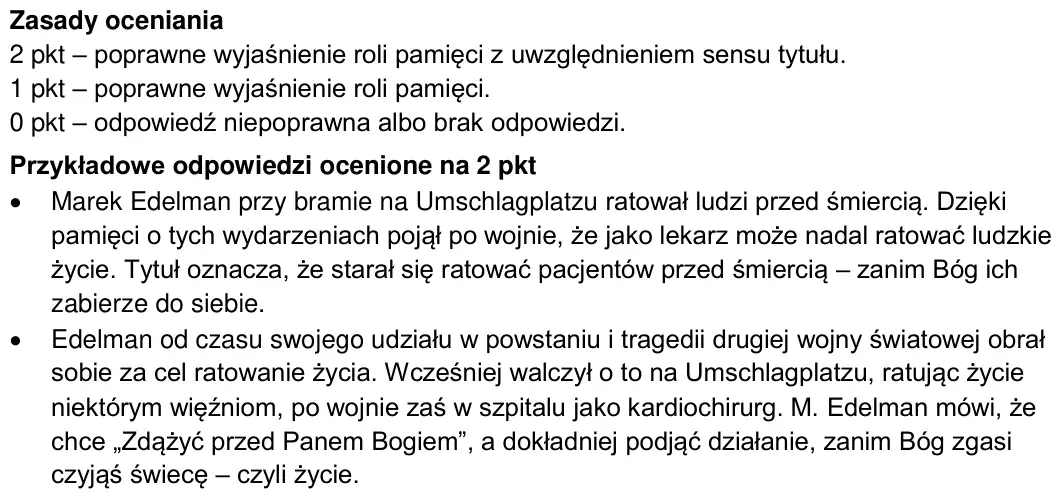 Zasady oceniania
2 pkt – poprawne wyjaśnienie roli pamięci z uwzględnieniem sensu tytułu.
1 pkt – poprawne wyjaśnienie roli pamięci.
0 pkt – odpowiedź niepoprawna albo brak odpowiedzi.
Przykładowe odpowiedzi ocenione na 2 pkt
• Marek Edelman przy bramie na Umschlagplatzu ratował ludzi przed śmiercią. Dzięki
pamięci o tych wydarzeniach pojął po wojnie, że jako lekarz może nadal ratować ludzkie
życie. Tytuł oznacza, że starał się ratować pacjentów przed śmiercią – zanim Bóg ich
zabierze do siebie.
• Edelman od czasu swojego udziału w powstaniu i tragedii drugiej wojny światowej obrał
sobie za cel ratowanie życia. Wcześniej walczył o to na Umschlagplatzu, ratując życie
niektórym więźniom, po wojnie zaś w szpitalu jako kardiochirurg. M. Edelman mówi, że
chce „Zdążyć przed Panem Bogiem”, a dokładniej podjąć działanie, zanim Bóg zgasi
czyjąś świecę – czyli życie.